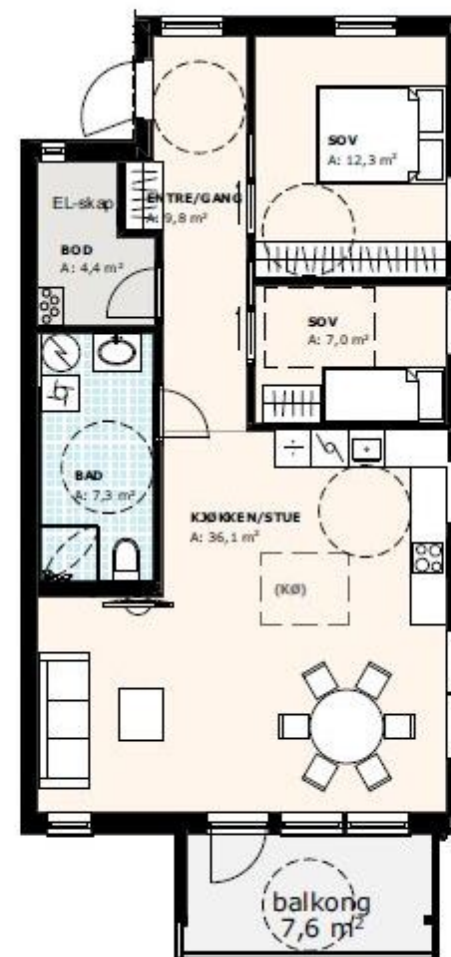 SOV
A: 12,3 m²
EL-skap
ENTRE/GANG
A: 9,8 m²
BOD
A: 4,4 m²
SOV
A: 7,0 m²
BAD
A: 7,3 m²
KJØKKEN/STUE
A: 36,1 m²
(KØ)
balkong
7,6 m²